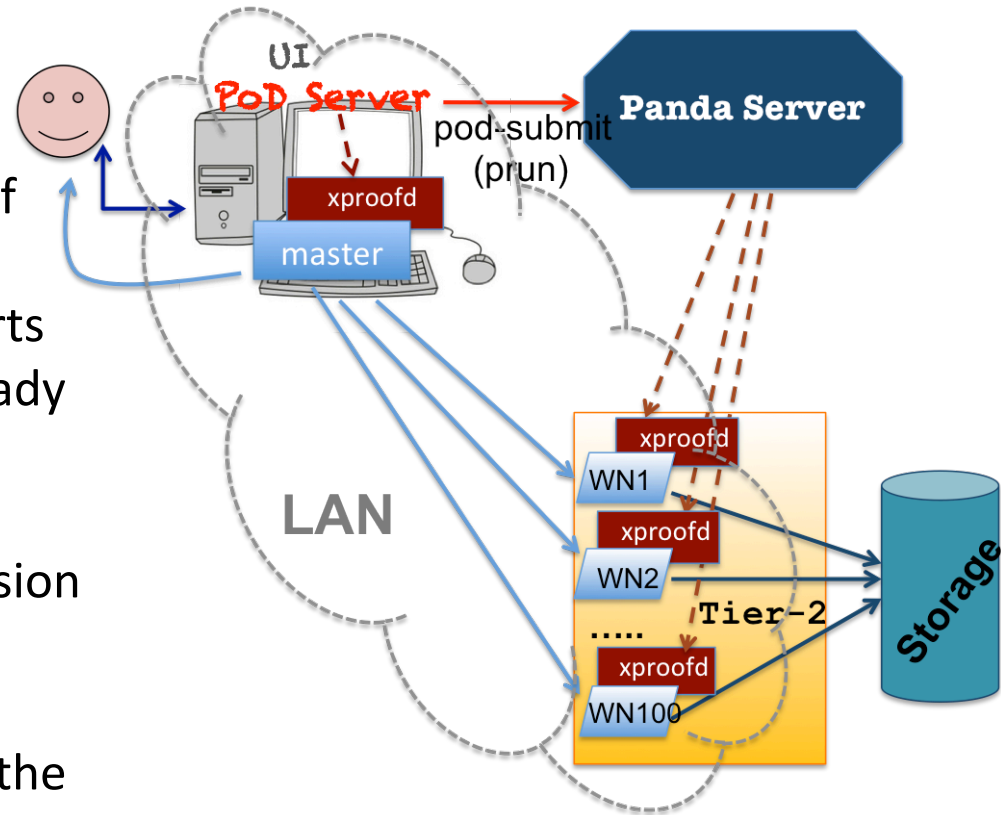 UI
PoD Server
Panda Server
pod-submit
(prun)
xproofd
master
f
rts
ady
sion
the
LAN
xproofd
WN1
xproofd
WN2
Tier-2
.....
xproofd
WN100
Storage